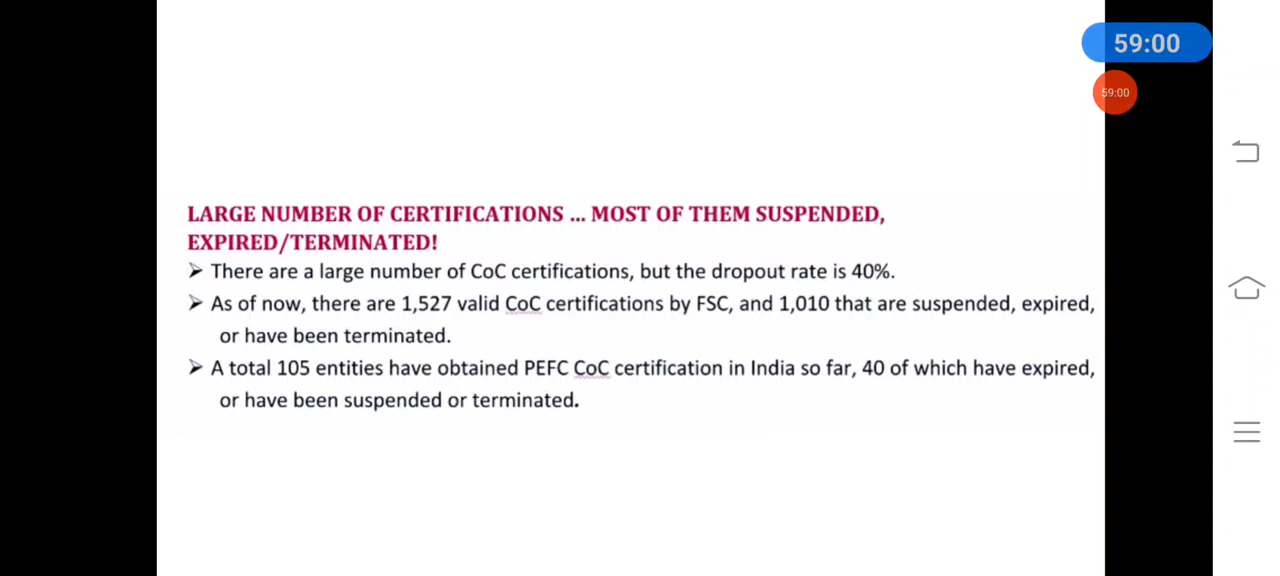 59:00
59:00
LARGE NUMBER OF CERTIFICATIONS ... MOST OF THEM SUSPENDED,
EXPIRED/TERMINATED!
➢ There are a large number of CoC certifications, but the dropout rate is 40%.
➢ As of now, there are 1,527 valid CoC certifications by FSC, and 1,010 that are suspended, expired,
or have been terminated.
➢ A total 105 entities have obtained PEFC CoC certification in India so far, 40 of which have expired,
or have been suspended or terminated.